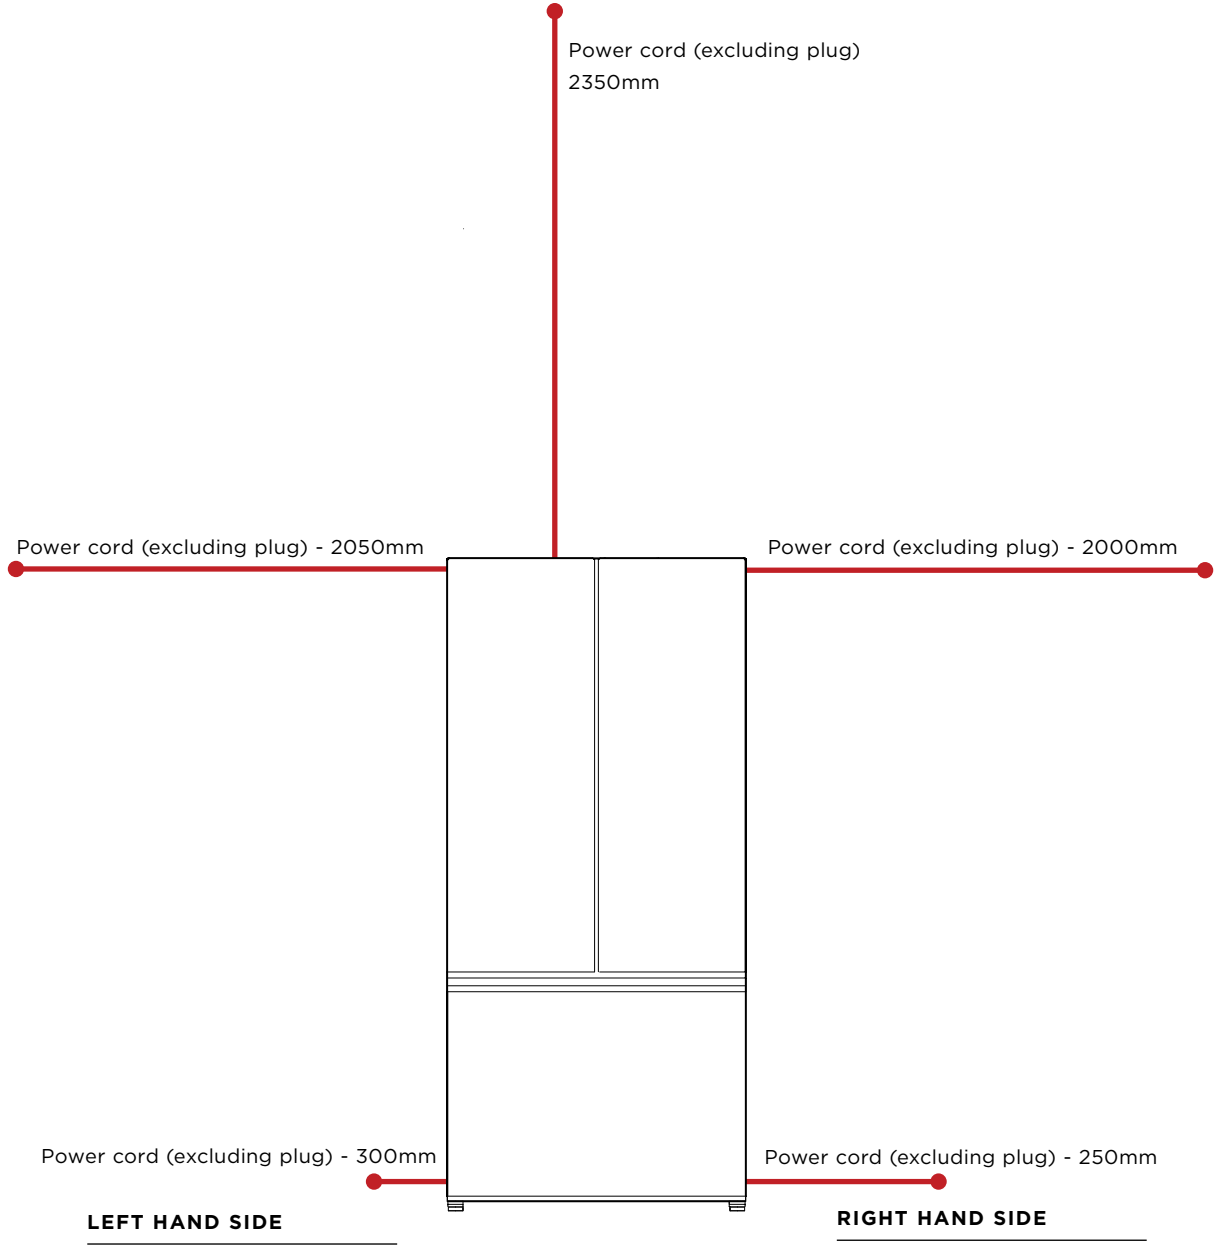 Power cord (excluding plug)
2350mm
Power cord (excluding plug) - 2050mm
Power cord (excluding plug) - 2000mm
Power cord (excluding plug) - 300mm
Power cord (excluding plug) - 250mm
LEFT HAND SIDE
RIGHT HAND SIDE